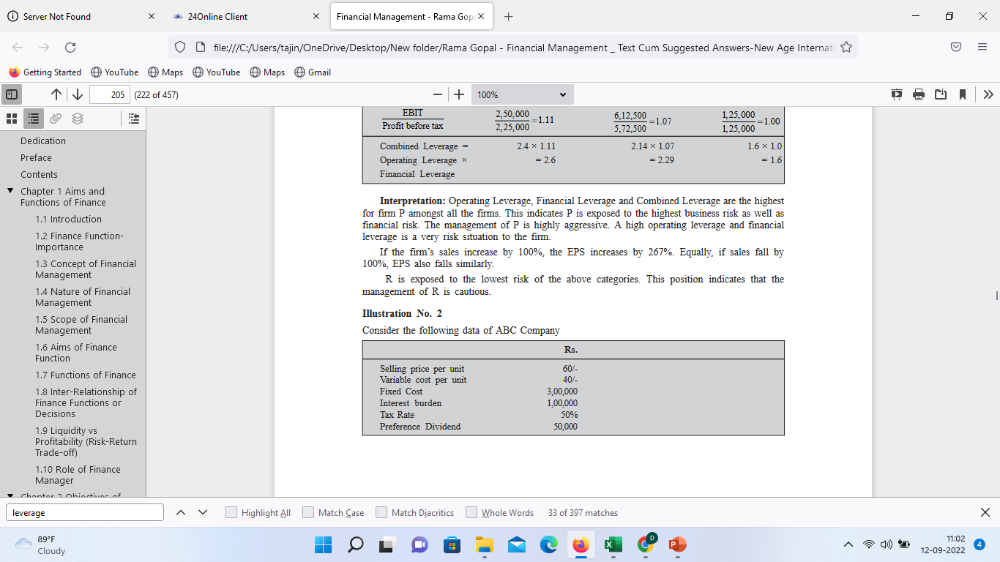 Server Not Found
24Online Client
Financial Management - Rama Gop
file:///C:/Users/tajin/OneDrive/Desktop/New folder/Rama Gopal - Financial Management _ Text Cum Suggested Answers-New Age Internati
Getting Started YouTube Maps YouTube Maps Gmail
205 (222 of 457) 100%
Dedication
Preface
Contents
Chapter 1 Aims and
Functions of Finance
1.1 Introduction
1.2 Finance Function-
Importance
1.3 Concept of Financial
Management
1.4 Nature of Financial
Management
1.5 Scope of Financial
Management
1.6 Aims of Finance
Function
1.7 Functions of Finance
1.8 Inter-Relationship of
Finance Functions or
Decisions
1.9 Liquidity vs
Profitability (Risk-Return
Trade-off)
1.10 Role of Finance
Manager
Chapter 2 Objectives of
EBIT 2,50,000 6,12,500 1,25,000
=1.11 =1.07 =1.00
Profit before tax 2,25,000 5,72,500 1,25,000
Combined Leverage = 2.4 × 1.11 2.14 × 1.07 1.6 × 1.0
Operating Leverage × = 2.6 = 2.29 = 1.6
Financial Leverage
Interpretation: Operating Leverage, Financial Leverage and Combined Leverage are the highest
for firm P amongst all the firms. This indicates P is exposed to the highest business risk as well as
financial risk. The management of P is highly aggressive. A high operating leverage and financial
leverage is a very risk situation to the firm.
If the firm's sales increase by 100%, the EPS increases by 267%. Equally, if sales fall by
100%, EPS also falls similarly.
R is exposed to the lowest risk of the above categories. This position indicates that the
management of R is cautious.
Illustration No. 2
Consider the following data of ABC Company
Rs.
Selling price per unit 60/-
Variable cost per unit 40/-
Fixed Cost 3,00,000
Interest burden 1,00,000
Tax Rate 50%
Preference Dividend 50,000
leverage Highlight All Match Case Match Diacritics Whole Words 33 of 397 matches
89°F
Cloudy
D
11:02
12-09-2022
4